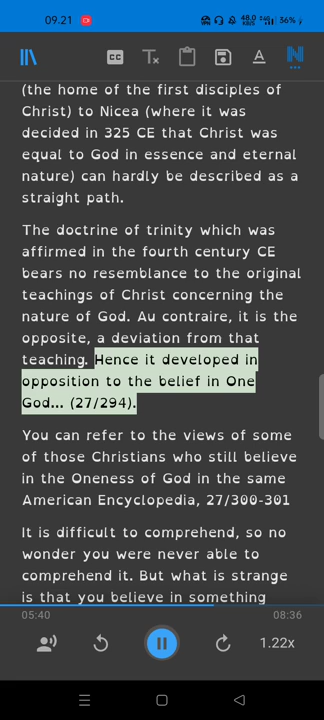 09.21
48.0 KB/S
36%
CC
(the home of the first disciples of
Christ) to Nicea (where it was
decided in 325 CE that Christ was
equal to God in essence and eternal
nature) can hardly be described as a
straight path.
The doctrine of trinity which was
affirmed in the fourth century CE
bears no resemblance to the original
teachings of Christ concerning the
nature of God. Au contraire, it is the
opposite, a deviation from that
teaching. Hence it developed in
opposition to the belief in One
God... (27/294).
You can refer to the views of some
of those Christians who still believe
in the Oneness of God in the same
American Encyclopedia, 27/300-301
It is difficult to comprehend, so no
wonder you were never able to
comprehend it. But what is strange
is that you believe in something
05:40
08:36
1.22x